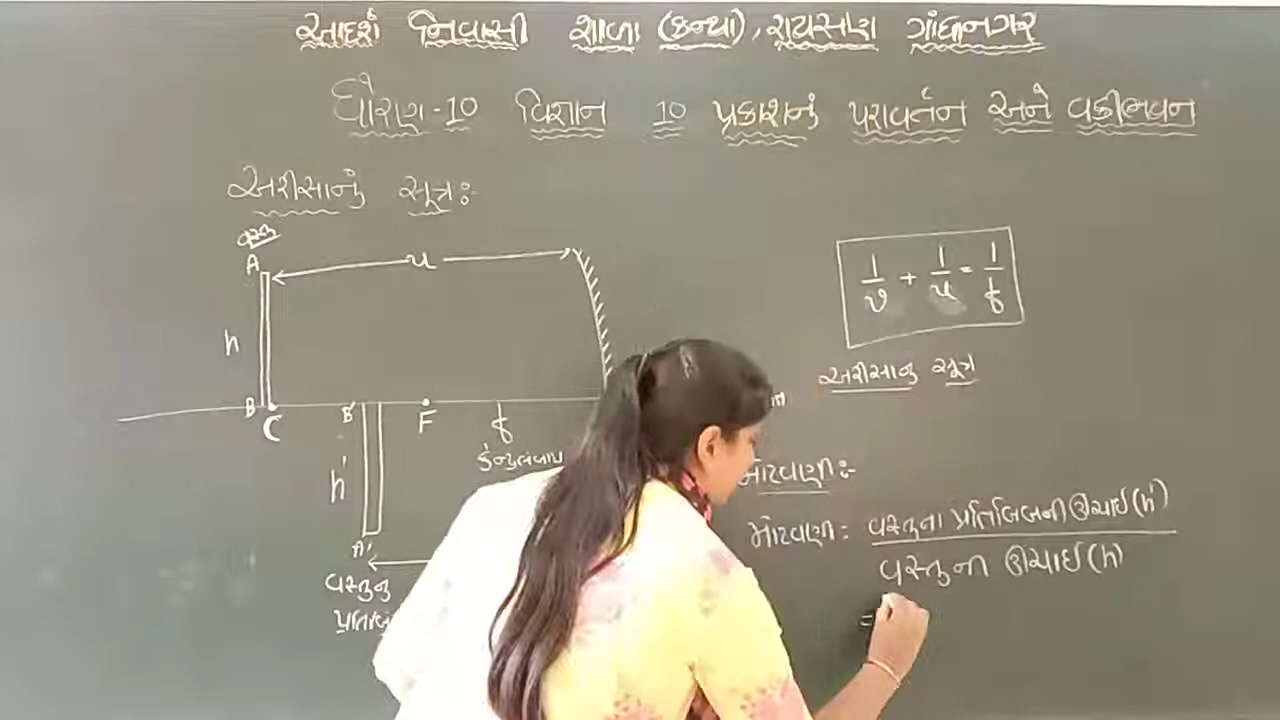 આદર્શ નિવાસી શાળા (કન્યા), રાયસણ ગાંધીનગર
ધોરણ-10 વિજ્ઞાન 10 પ્રકાશનું પરાવર્તન અને વક્રીભવન
અરીસાનું સૂત્ર:-
વસ્તુ
A
u
h
B C B' F f
કેન્દ્રલંબાઈ
h'
A'
વસ્તુનું
1/v + 1/u = 1/f
અરીસાનું સૂત્ર
મોટવણી:-
મોટવણી = વસ્તુના પ્રતિબિંબની ઊંચાઈ (h')
વસ્તુની ઊંચાઈ (h)
=